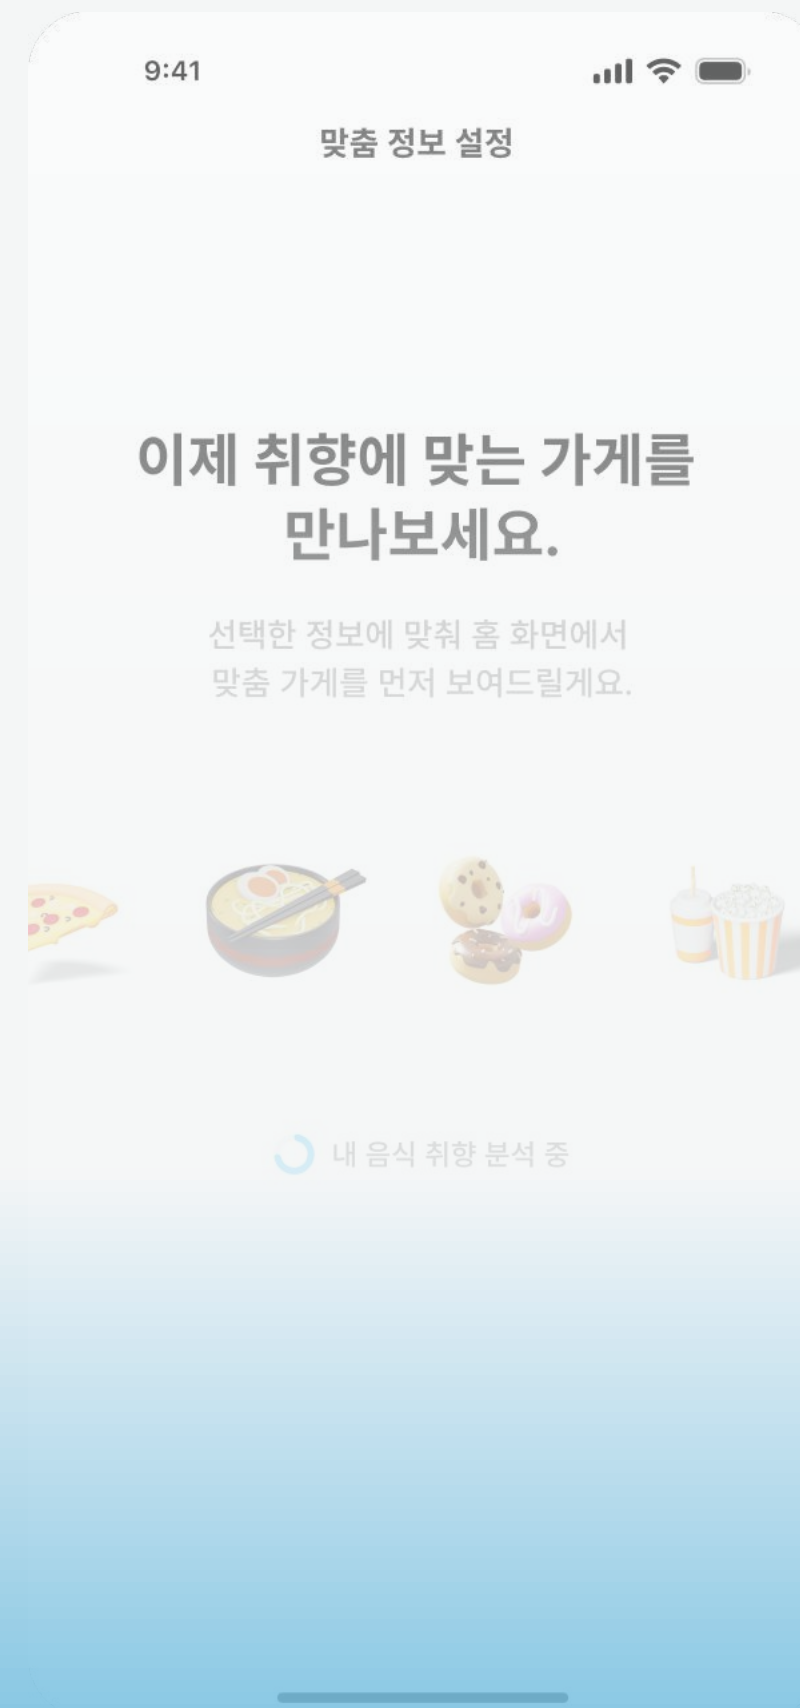 9:41
맞춤 정보 설정
이제 취향에 맞는 가게를
만나보세요.
선택한 정보에 맞춰 홈 화면에서
맞춤 가게를 먼저 보여드릴게요.
내 음식 취향 분석 중